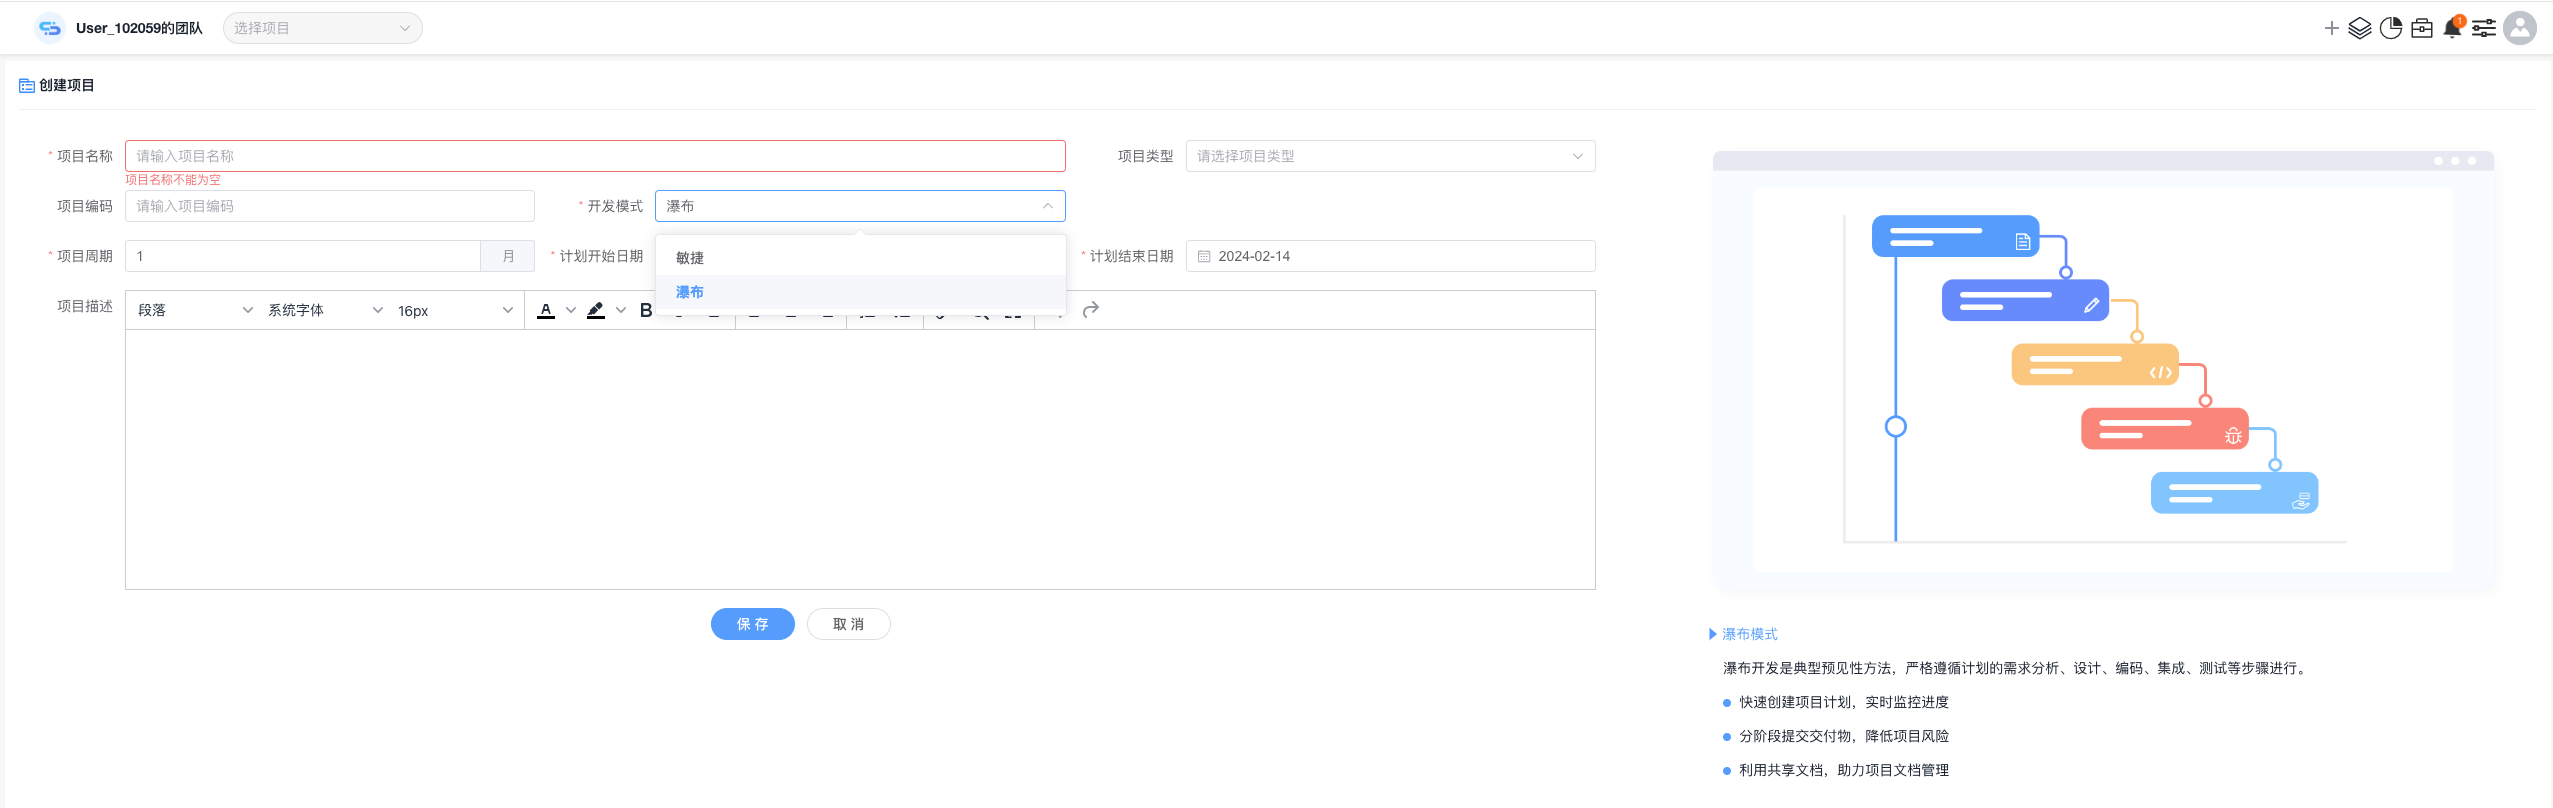 User_102059的团队 选择项目 1
创建项目
* 项目名称 请输入项目名称 项目类型 请选择项目类型
项目名称不能为空
项目编码 请输入项目编码 * 开发模式 瀑布
* 项目周期 1 月 * 计划开始日期 * 计划结束日期 2024-02-14
敏捷
瀑布
项目描述 段落 系统字体 16px A B
保存 取消
瀑布模式
瀑布开发是典型预见性方法，严格遵循计划的需求分析、设计、编码、集成、测试等步骤进行。
快速创建项目计划，实时监控进度
分阶段提交交付物，降低项目风险
利用共享文档，助力项目文档管理